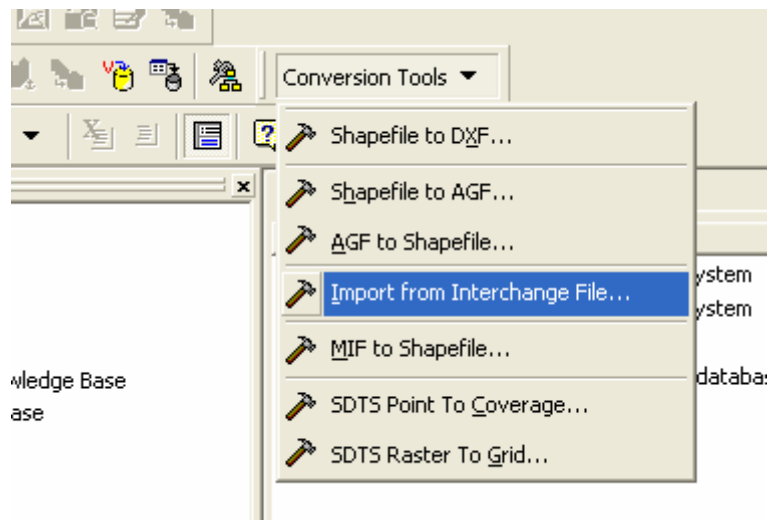 Conversion Tools
Shapefile to DXF...
Shapefile to AGF...
AGF to Shapefile...
Import from Interchange File...
ystem
ystem
MIF to Shapefile...
wledge Base
databas
ase
SDTS Point To Coverage...
SDTS Raster To Grid...